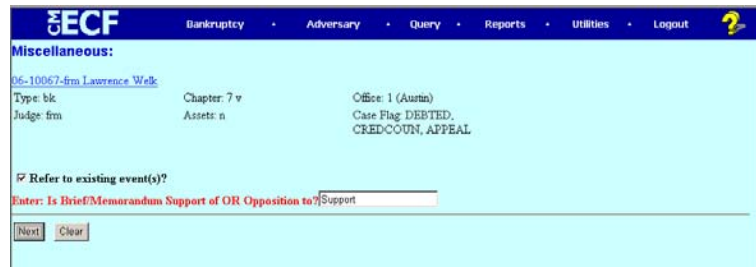 CM ECF Bankruptcy · Adversary · Query · Reports · Utilities · Logout ?
Miscellaneous:
06-10067-frm Lawrence Welk
Type: bk Chapter: 7 v Office: 1 (Austin)
Judge: frm Assets: n Case Flag: DEBTED,
CREDCOUN, APPEAL
Refer to existing event(s)?
Enter: Is Brief/Memorandum Support of OR Opposition to? Support
Next Clear